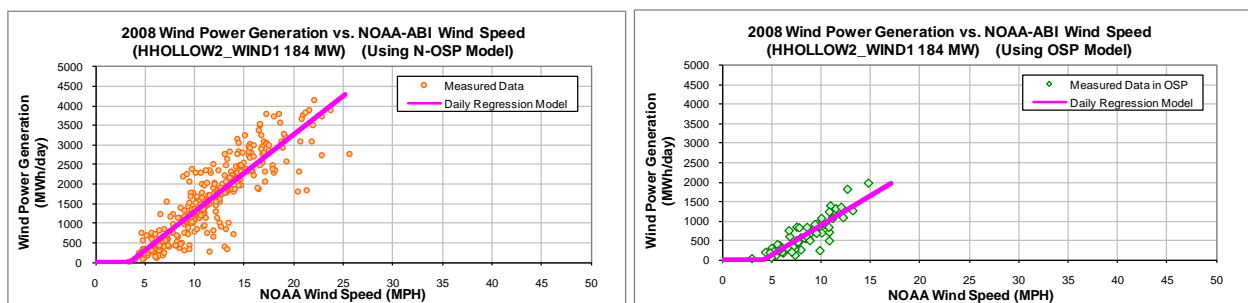 2008 Wind Power Generation vs. NOAA-ABI Wind Speed
(HHOLLOW2_WIND1 184 MW) (Using N-OSP Model)
Wind Power Generation
(MWh/day)
5000
4500
4000
3500
3000
2500
2000
1500
1000
500
0
Measured Data
Daily Regression Model
0 5 10 15 20 25 30 35 40 45 50
NOAA Wind Speed (MPH)
2008 Wind Power Generation vs. NOAA-ABI Wind Speed
(HHOLLOW2_WIND1 184 MW) (Using OSP Model)
Wind Power Generation
(MWh/day)
5000
4500
4000
3500
3000
2500
2000
1500
1000
500
0
Measured Data in OSP
Daily Regression Model
0 5 10 15 20 25 30 35 40 45 50
NOAA Wind Speed (MPH)